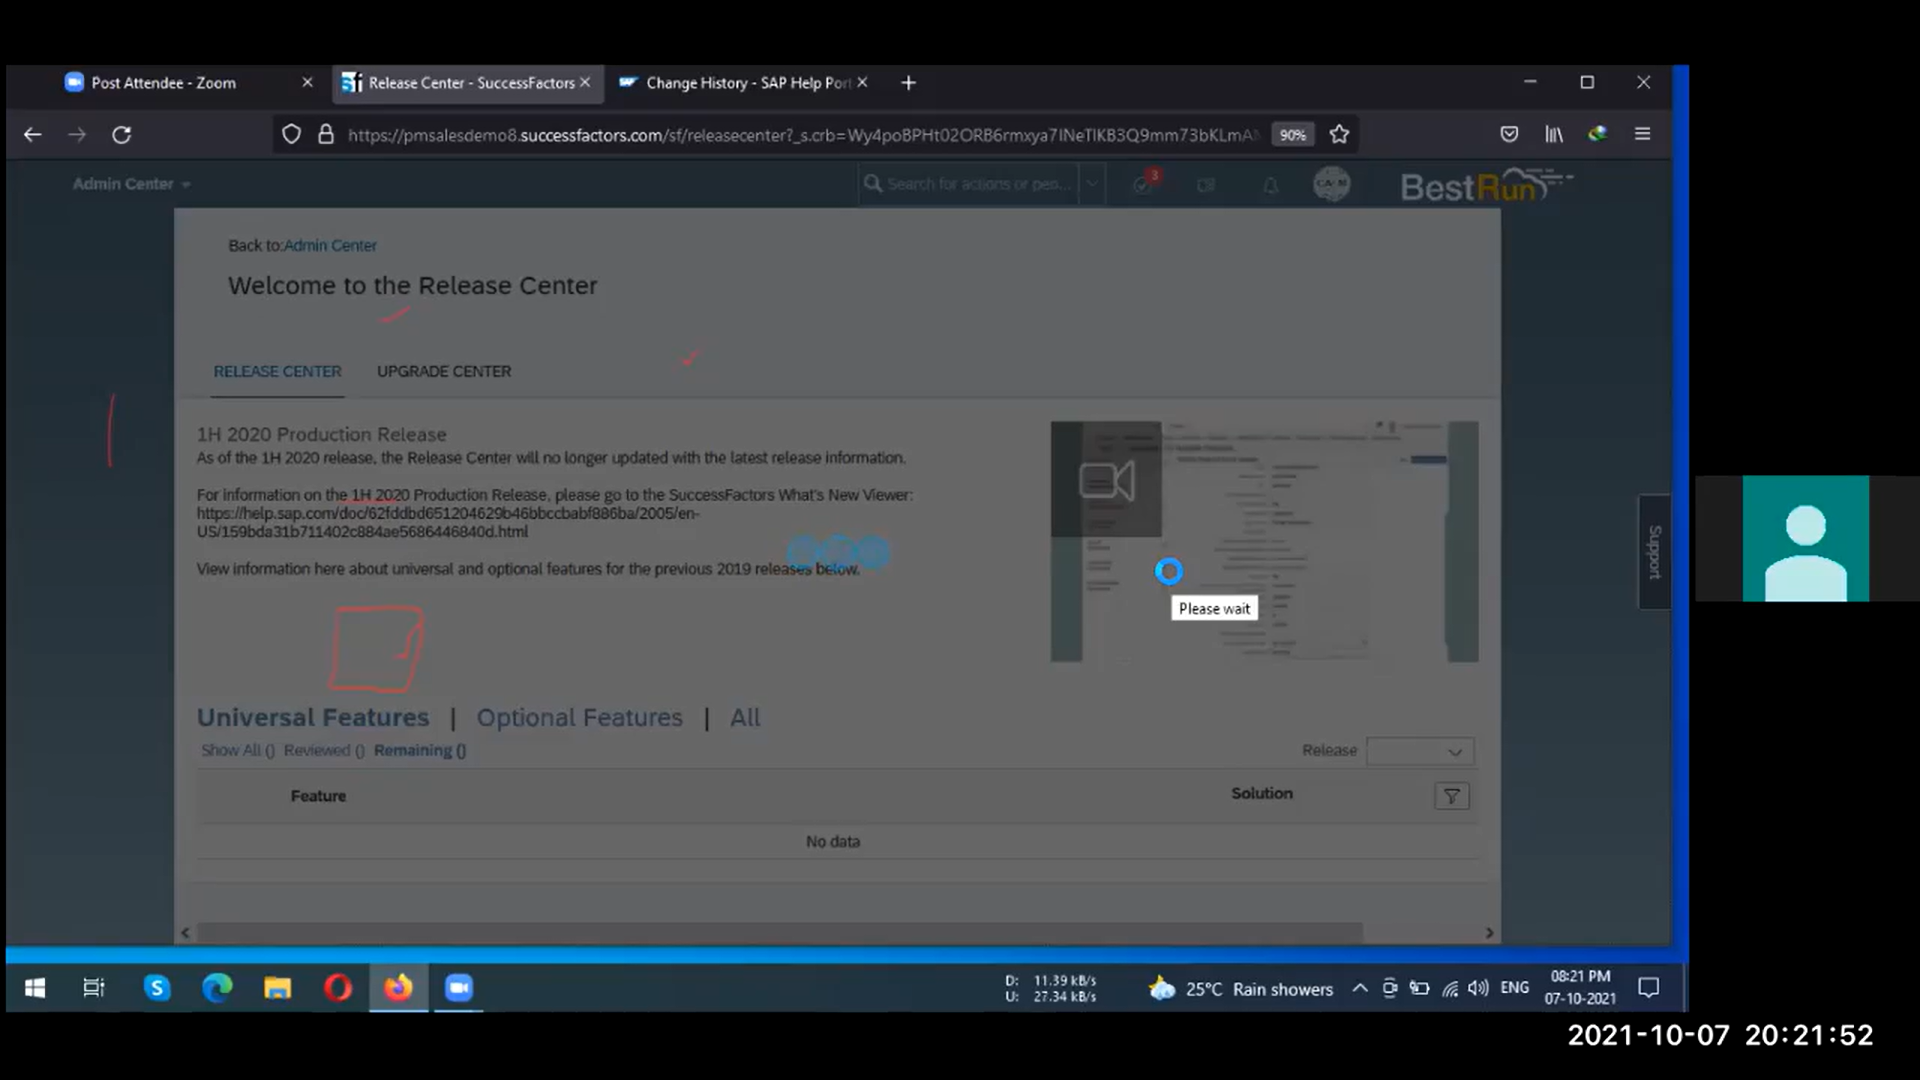 Post Attendee - Zoom
Release Center - SuccessFactors
Change History - SAP Help Port
https://pmsalesdemo8.successfactors.com/sf/releasecenter?_s.crb=
90%
Admin Center
Search for actions or peo...
3
BestRun
Back to:Admin Center
Welcome to the Release Center
RELEASE CENTER
UPGRADE CENTER
1H 2020 Production Release
As of the 1H 2020 release, the Release Center will no longer updated with the latest release information.
For information on the 1H 2020 Production Release, please go to the SuccessFactors What's New Viewer:
https://help.sap.com/doc/62fddbd651204629b46bbccbabf886ba/2005/en-
US/159bda31b711402c884ae5686446840d.html
View information here about universal and optional features for the previous 2019 releases below.
Please wait
Support
Universal Features | Optional Features | All
Show All () Reviewed () Remaining ()
Release
Feature
Solution
No data
D: 11.39 kB/s
U: 27.34 kB/s
25°C Rain showers
ENG
08:21 PM
07-10-2021
2021-10-07 20:21:52